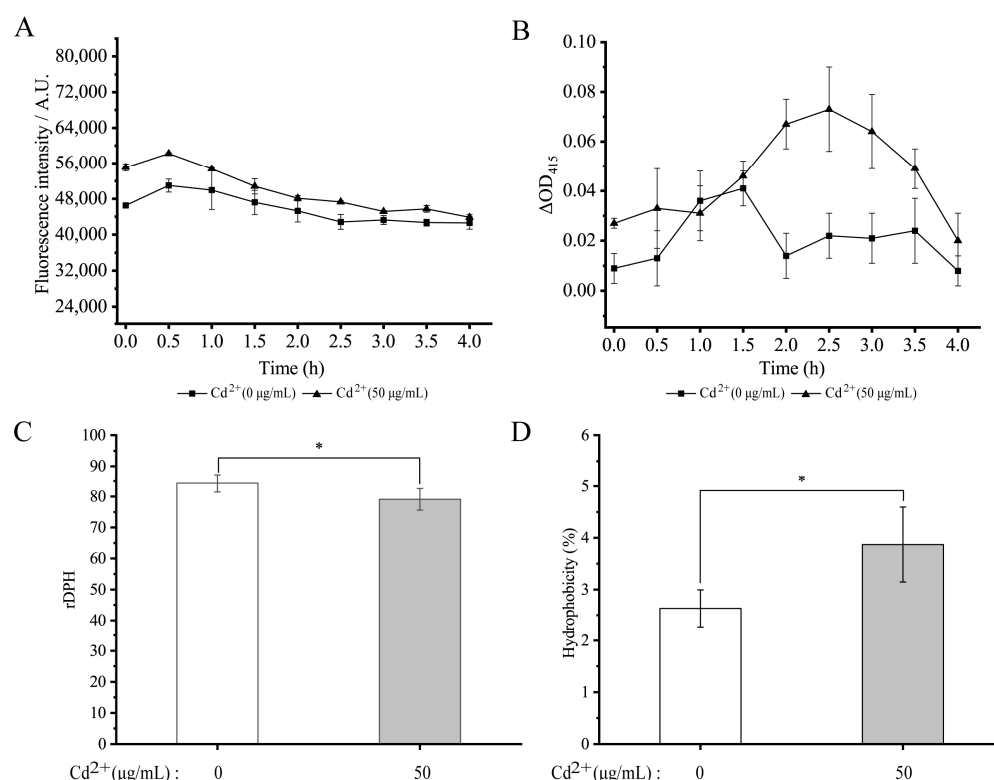 A
Fluorescence intensity / A.U.
80,000
72,000
64,000
56,000
48,000
40,000
32,000
24,000
0.0 0.5 1.0 1.5 2.0 2.5 3.0 3.5 4.0
Time (h)
Cd²⁺(0 μg/mL) Cd²⁺(50 μg/mL)
B
ΔOD₄₁₅
0.10
0.08
0.06
0.04
0.02
0.00
0.0 0.5 1.0 1.5 2.0 2.5 3.0 3.5 4.0
Time (h)
Cd²⁺(0 μg/mL) Cd²⁺(50 μg/mL)
C
rDPH
100
90
80
70
60
50
40
30
20
10
0
*
Cd²⁺(μg/mL) : 0 50
D
Hydrophobicity (%)
6
5
4
3
2
1
0
*
Cd²⁺(μg/mL) : 0 50